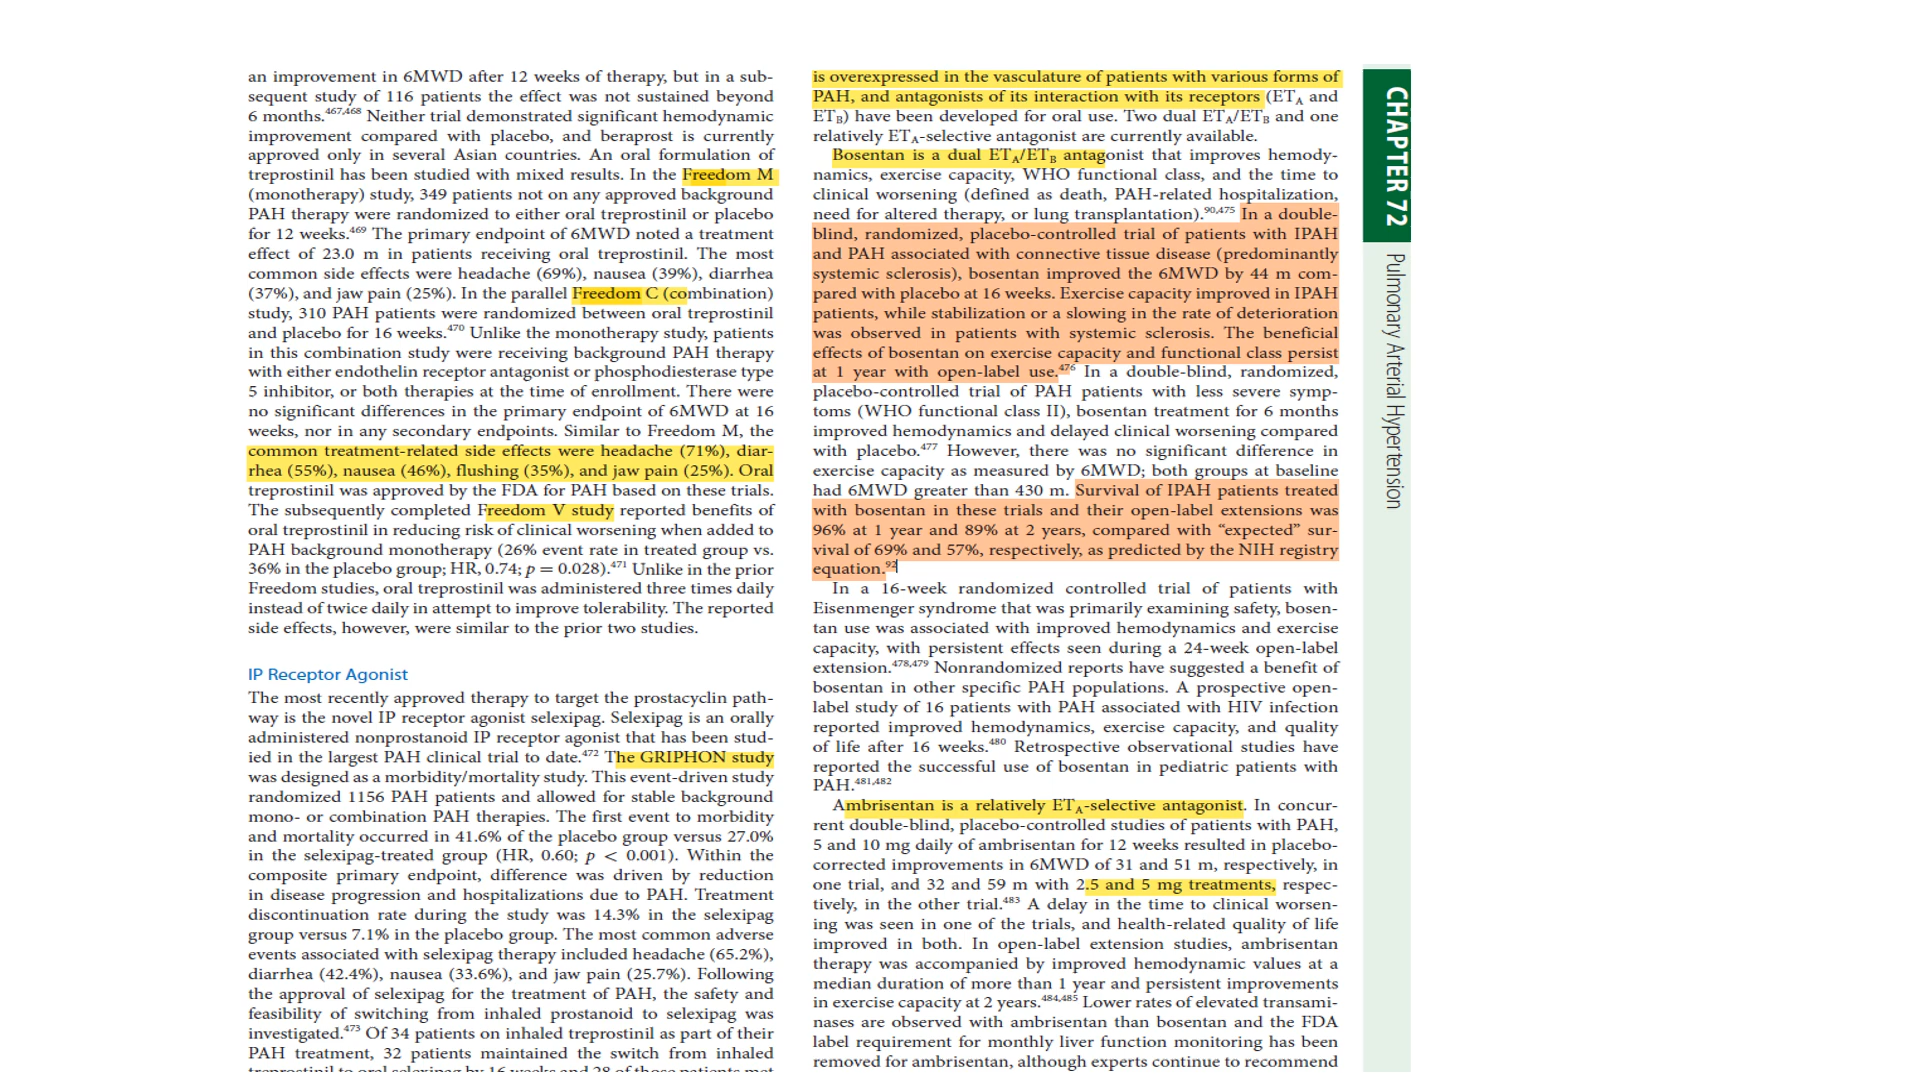 an improvement in 6MWD after 12 weeks of therapy, but in a sub-
sequent study of 116 patients the effect was not sustained beyond
6 months.467,468 Neither trial demonstrated significant hemodynamic
improvement compared with placebo, and beraprost is currently
approved only in several Asian countries. An oral formulation of
treprostinil has been studied with mixed results. In the Freedom M
(monotherapy) study, 349 patients not on any approved background
PAH therapy were randomized to either oral treprostinil or placebo
for 12 weeks.469 The primary endpoint of 6MWD noted a treatment
effect of 23.0 m in patients receiving oral treprostinil. The most
common side effects were headache (69%), nausea (39%), diarrhea
(37%), and jaw pain (25%). In the parallel Freedom C (combination)
study, 310 PAH patients were randomized between oral treprostinil
and placebo for 16 weeks.470 Unlike the monotherapy study, patients
in this combination study were receiving background PAH therapy
with either endothelin receptor antagonist or phosphodiesterase type
5 inhibitor, or both therapies at the time of enrollment. There were
no significant differences in the primary endpoint of 6MWD at 16
weeks, nor in any secondary endpoints. Similar to Freedom M, the
common treatment-related side effects were headache (71%), diar-
rhea (55%), nausea (46%), flushing (35%), and jaw pain (25%). Oral
treprostinil was approved by the FDA for PAH based on these trials.
The subsequently completed Freedom V study reported benefits of
oral treprostinil in reducing risk of clinical worsening when added to
PAH background monotherapy (26% event rate in treated group vs.
36% in the placebo group; HR, 0.74; p = 0.028).471 Unlike in the prior
Freedom studies, oral treprostinil was administered three times daily
instead of twice daily in attempt to improve tolerability. The reported
side effects, however, were similar to the prior two studies.
IP Receptor Agonist
The most recently approved therapy to target the prostacyclin path-
way is the novel IP receptor agonist selexipag. Selexipag is an orally
administered nonprostanoid IP receptor agonist that has been stud-
ied in the largest PAH clinical trial to date.472 The GRIPHON study
was designed as a morbidity/mortality study. This event-driven study
randomized 1156 PAH patients and allowed for stable background
mono- or combination PAH therapies. The first event to morbidity
and mortality occurred in 41.6% of the placebo group versus 27.0%
in the selexipag-treated group (HR, 0.60; p < 0.001). Within the
composite primary endpoint, difference was driven by reduction
in disease progression and hospitalizations due to PAH. Treatment
discontinuation rate during the study was 14.3% in the selexipag
group versus 7.1% in the placebo group. The most common adverse
events associated with selexipag therapy included headache (65.2%),
diarrhea (42.4%), nausea (33.6%), and jaw pain (25.7%). Following
the approval of selexipag for the treatment of PAH, the safety and
feasibility of switching from inhaled prostanoid to selexipag was
investigated.473 Of 34 patients on inhaled treprostinil as part of their
PAH treatment, 32 patients maintained the switch from inhaled
treprostinil to oral selexipag by 16 weeks and 28 of those patients met
is overexpressed in the vasculature of patients with various forms of
PAH, and antagonists of its interaction with its receptors (ETA and
ETB) have been developed for oral use. Two dual ETA/ETB and one
relatively ETA-selective antagonist are currently available.
Bosentan is a dual ETA/ETB antagonist that improves hemody-
namics, exercise capacity, WHO functional class, and the time to
clinical worsening (defined as death, PAH-related hospitalization,
need for altered therapy, or lung transplantation).90,475 In a double-
blind, randomized, placebo-controlled trial of patients with IPAH
and PAH associated with connective tissue disease (predominantly
systemic sclerosis), bosentan improved the 6MWD by 44 m com-
pared with placebo at 16 weeks. Exercise capacity improved in IPAH
patients, while stabilization or a slowing in the rate of deterioration
was observed in patients with systemic sclerosis. The beneficial
effects of bosentan on exercise capacity and functional class persist
at 1 year with open-label use.476 In a double-blind, randomized,
placebo-controlled trial of PAH patients with less severe symp-
toms (WHO functional class II), bosentan treatment for 6 months
improved hemodynamics and delayed clinical worsening compared
with placebo.477 However, there was no significant difference in
exercise capacity as measured by 6MWD; both groups at baseline
had 6MWD greater than 430 m. Survival of IPAH patients treated
with bosentan in these trials and their open-label extensions was
96% at 1 year and 89% at 2 years, compared with “expected” sur-
vival of 69% and 57%, respectively, as predicted by the NIH registry
equation.92
In a 16-week randomized controlled trial of patients with
Eisenmenger syndrome that was primarily examining safety, bosen-
tan use was associated with improved hemodynamics and exercise
capacity, with persistent effects seen during a 24-week open-label
extension.478,479 Nonrandomized reports have suggested a benefit of
bosentan in other specific PAH populations. A prospective open-
label study of 16 patients with PAH associated with HIV infection
reported improved hemodynamics, exercise capacity, and quality
of life after 16 weeks.480 Retrospective observational studies have
reported the successful use of bosentan in pediatric patients with
PAH.481,482
Ambrisentan is a relatively ETA-selective antagonist. In concur-
rent double-blind, placebo-controlled studies of patients with PAH,
5 and 10 mg daily of ambrisentan for 12 weeks resulted in placebo-
corrected improvements in 6MWD of 31 and 51 m, respectively, in
one trial, and 32 and 59 m with 2.5 and 5 mg treatments, respec-
tively, in the other trial.483 A delay in the time to clinical worsen-
ing was seen in one of the trials, and health-related quality of life
improved in both. In open-label extension studies, ambrisentan
therapy was accompanied by improved hemodynamic values at a
median duration of more than 1 year and persistent improvements
in exercise capacity at 2 years.484,485 Lower rates of elevated transami-
nases are observed with ambrisentan than bosentan and the FDA
label requirement for monthly liver function monitoring has been
removed for ambrisentan, although experts continue to recommend
CHAPTER 72
Pulmonary Arterial Hypertension